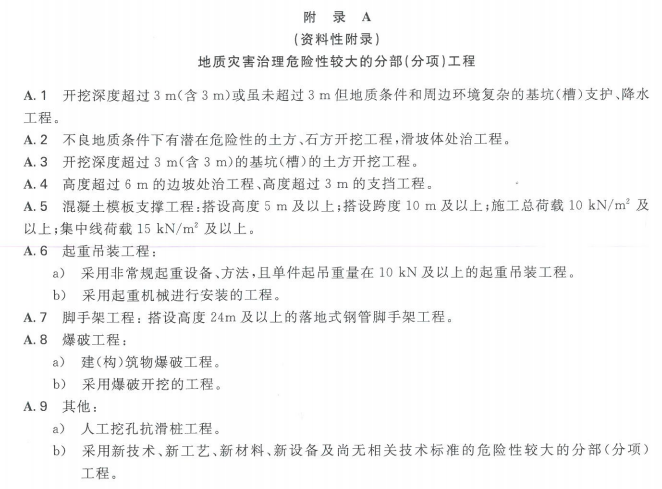 附 录 A
(资料性附录)
地质灾害治理危险性较大的分部(分项)工程
A.1 开挖深度超过 3 m(含 3 m)或虽未超过 3 m 但地质条件和周边环境复杂的基坑(槽)支护、降水
工程。
A.2 不良地质条件下有潜在危险性的土方、石方开挖工程,滑坡体处治工程。
A.3 开挖深度超过 3 m(含 3 m)的基坑(槽)的土方开挖工程。
A.4 高度超过 6 m 的边坡处治工程、高度超过 3 m 的支挡工程。
A.5 混凝土模板支撑工程:搭设高度 5 m 及以上;搭设跨度 10 m 及以上;施工总荷载 10 kN/m² 及
以上;集中线荷载 15 kN/m² 及以上。
A.6 起重吊装工程:
a) 采用非常规起重设备、方法,且单件起吊重量在 10 kN 及以上的起重吊装工程。
b) 采用起重机械进行安装的工程。
A.7 脚手架工程:搭设高度 24m 及以上的落地式钢管脚手架工程。
A.8 爆破工程:
a) 建(构)筑物爆破工程。
b) 采用爆破开挖的工程。
A.9 其他:
a) 人工挖孔抗滑桩工程。
b) 采用新技术、新工艺、新材料、新设备及尚无相关技术标准的危险性较大的分部(分项)
工程。